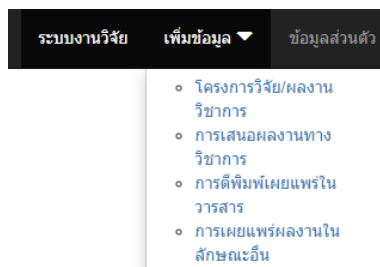 ระบบงานวิจัย เพิ่มข้อมูล ข้อมูลส่วนตัว
โครงการวิจัย/ผลงาน
วิชาการ
การเสนอผลงานทาง
วิชาการ
การตีพิมพ์เผยแพร่ใน
วารสาร
การเผยแพร่ผลงานใน
ลักษณะอื่น